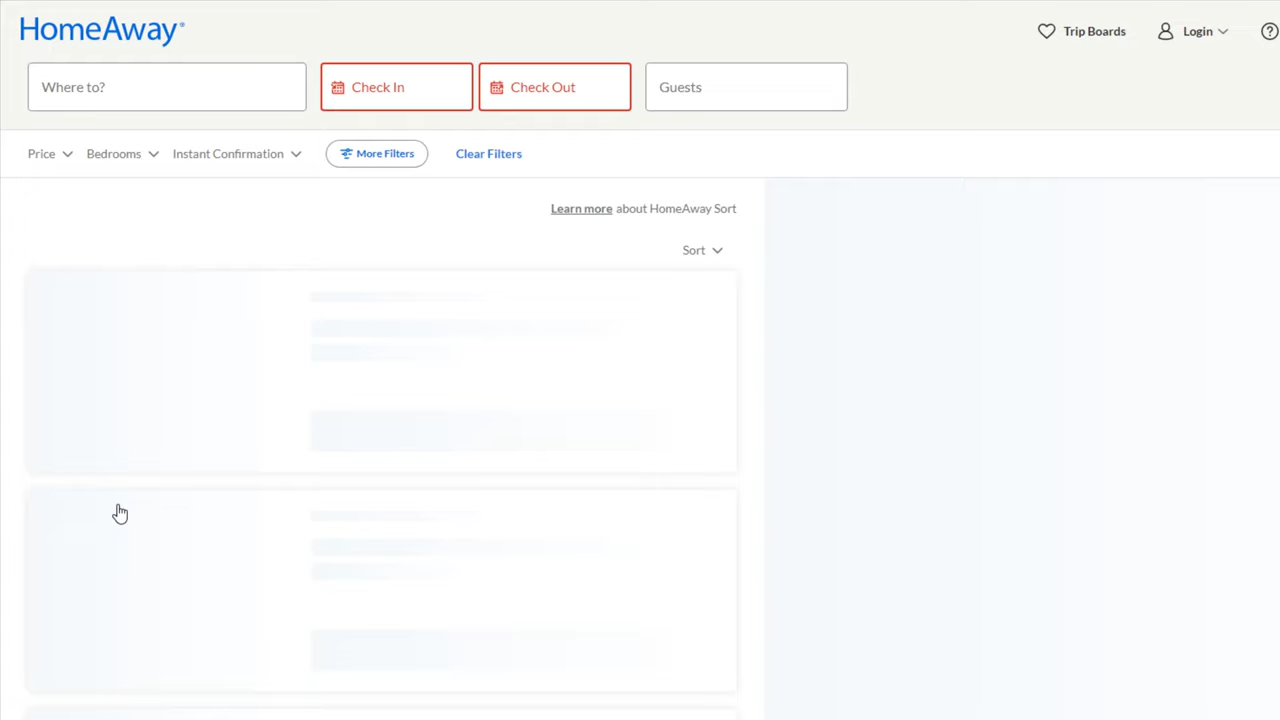 HomeAway®
Trip Boards
Login
Where to?
Check In
Check Out
Guests
Price
Bedrooms
Instant Confirmation
More Filters
Clear Filters
Learn more about HomeAway Sort
Sort